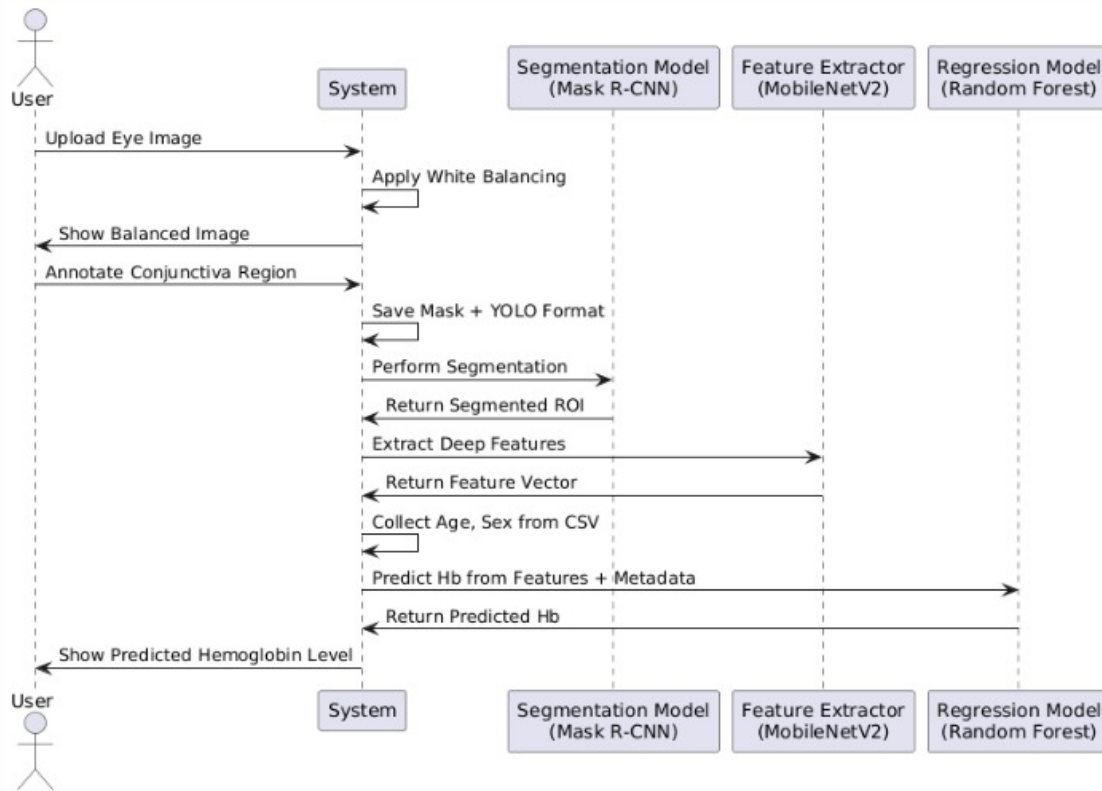 User
System
Segmentation Model
(Mask R-CNN)
Feature Extractor
(MobileNetV2)
Regression Model
(Random Forest)
Upload Eye Image
Apply White Balancing
Show Balanced Image
Annotate Conjunctiva Region
Save Mask + YOLO Format
Perform Segmentation
Return Segmented ROI
Extract Deep Features
Return Feature Vector
Collect Age, Sex from CSV
Predict Hb from Features + Metadata
Return Predicted Hb
Show Predicted Hemoglobin Level
User
System
Segmentation Model
(Mask R-CNN)
Feature Extractor
(MobileNetV2)
Regression Model
(Random Forest)